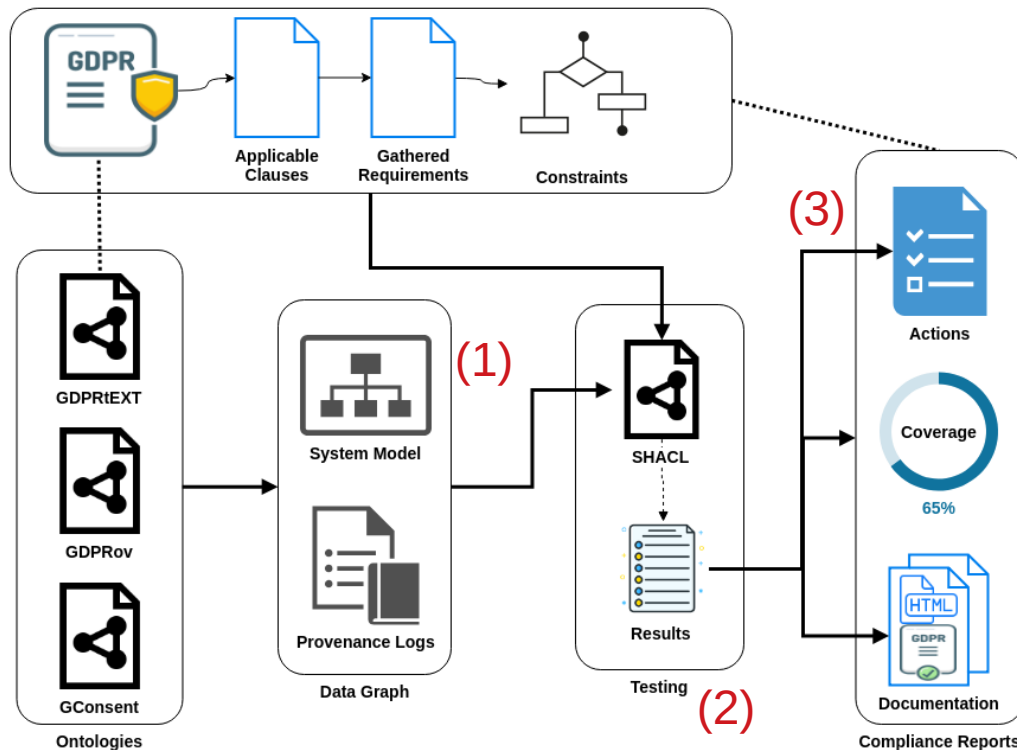 GDPR
Applicable
Clauses
Gathered
Requirements
Constraints
(3)
Actions
GDPRtEXT
(1)
System Model
SHACL
Coverage
65%
GDPRov
Provenance Logs
Results
HTML
GDPR
GConsent
Data Graph
Testing
(2)
Documentation
Ontologies
Compliance Reports